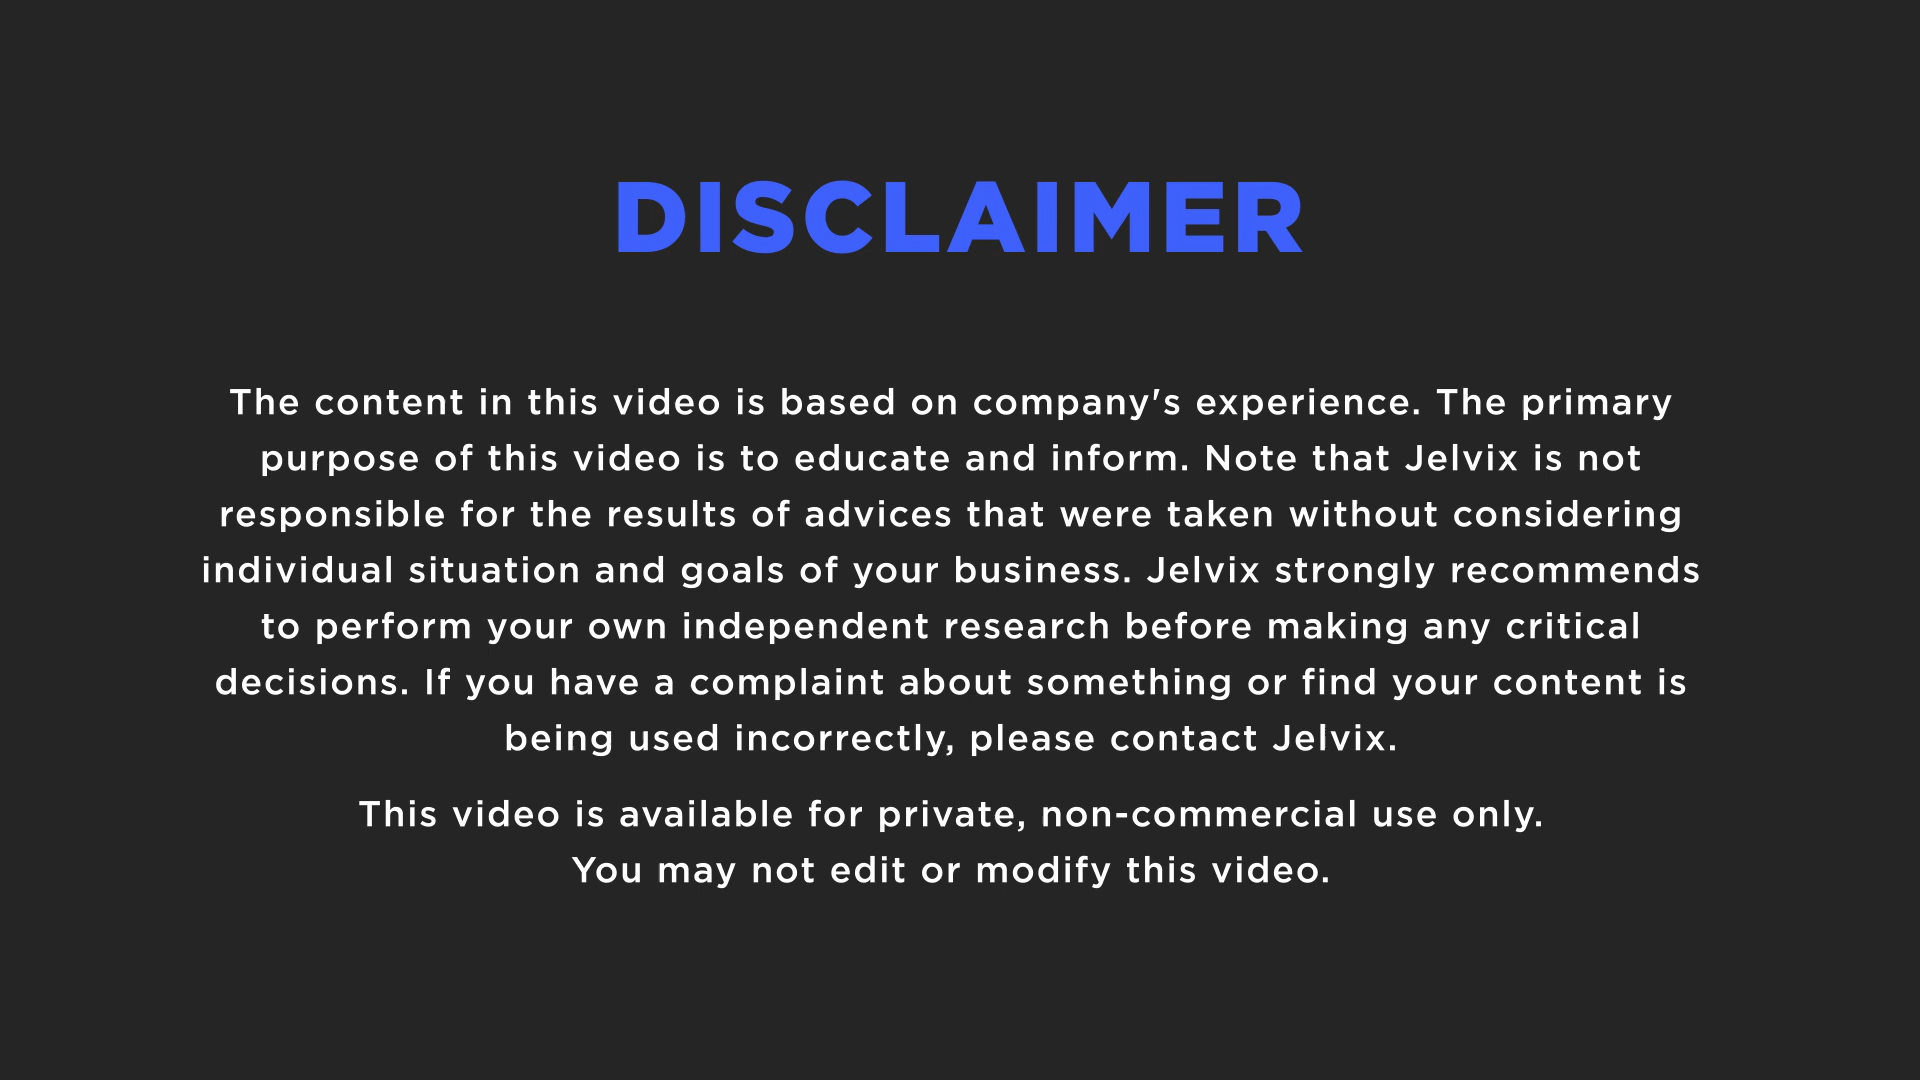 DISCLAIMER
The content in this video is based on company's experience. The primary
purpose of this video is to educate and inform. Note that Jelvix is not
responsible for the results of advices that were taken without considering
individual situation and goals of your business. Jelvix strongly recommends
to perform your own independent research before making any critical
decisions. If you have a complaint about something or find your content is
being used incorrectly, please contact Jelvix.
This video is available for private, non-commercial use only.
You may not edit or modify this video.